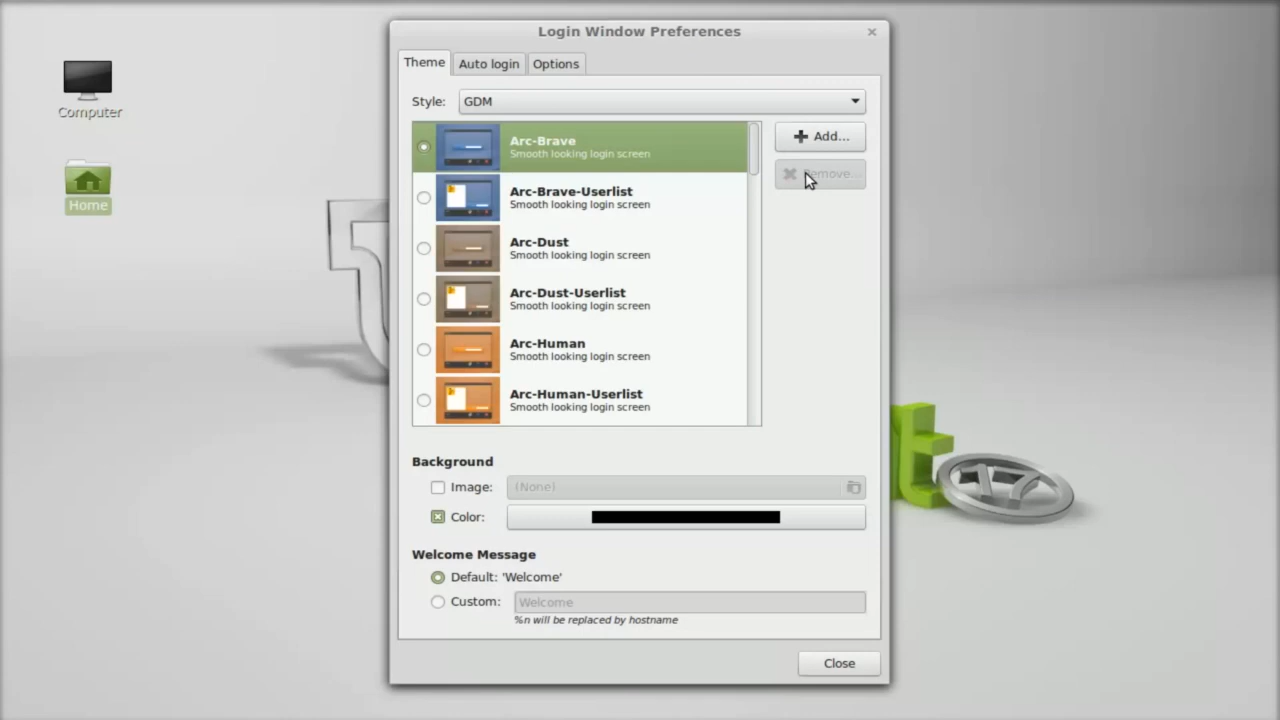 Login Window Preferences
Computer
Home
Theme
Auto login
Options
Style:
GDM
Arc-Brave
Smooth looking login screen
Add...
Remove...
Arc-Brave-Userlist
Smooth looking login screen
Arc-Dust
Smooth looking login screen
Arc-Dust-Userlist
Smooth looking login screen
Arc-Human
Smooth looking login screen
Arc-Human-Userlist
Smooth looking login screen
t
17
Background
Image:
(None)
Color:
Welcome Message
Default: 'Welcome'
Custom:
Welcome
%n will be replaced by hostname
Close